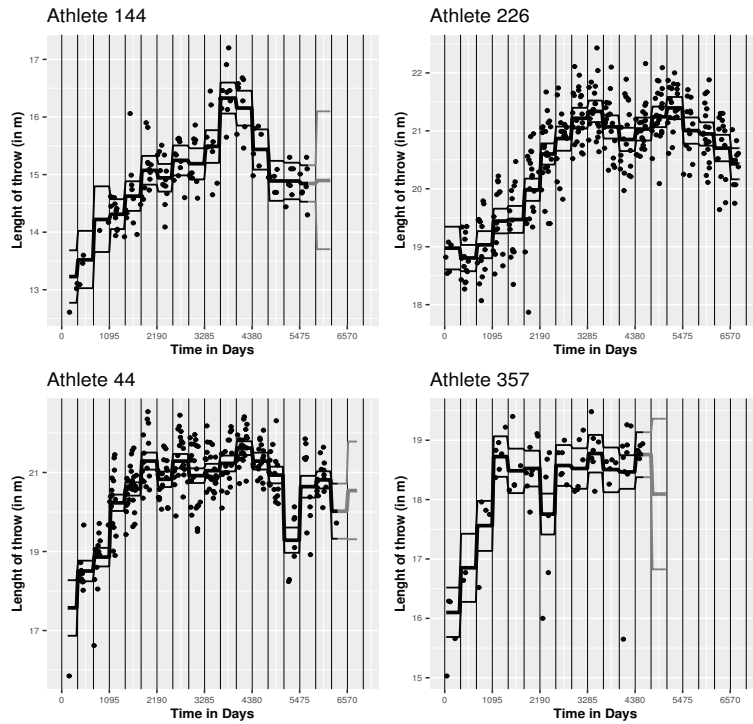 Athlete 144
Athlete 226
17
16
15
14
13
Lenght of throw (in m)
0 1095 2190 3285 4380 5475 6570
Time in Days
22
21
20
19
18
Lenght of throw (in m)
0 1095 2190 3285 4380 5475 6570
Time in Days
Athlete 44
Athlete 357
21
19
17
Lenght of throw (in m)
0 1095 2190 3285 4380 5475 6570
Time in Days
19
18
17
16
15
Lenght of throw (in m)
0 1095 2190 3285 4380 5475 6570
Time in Days